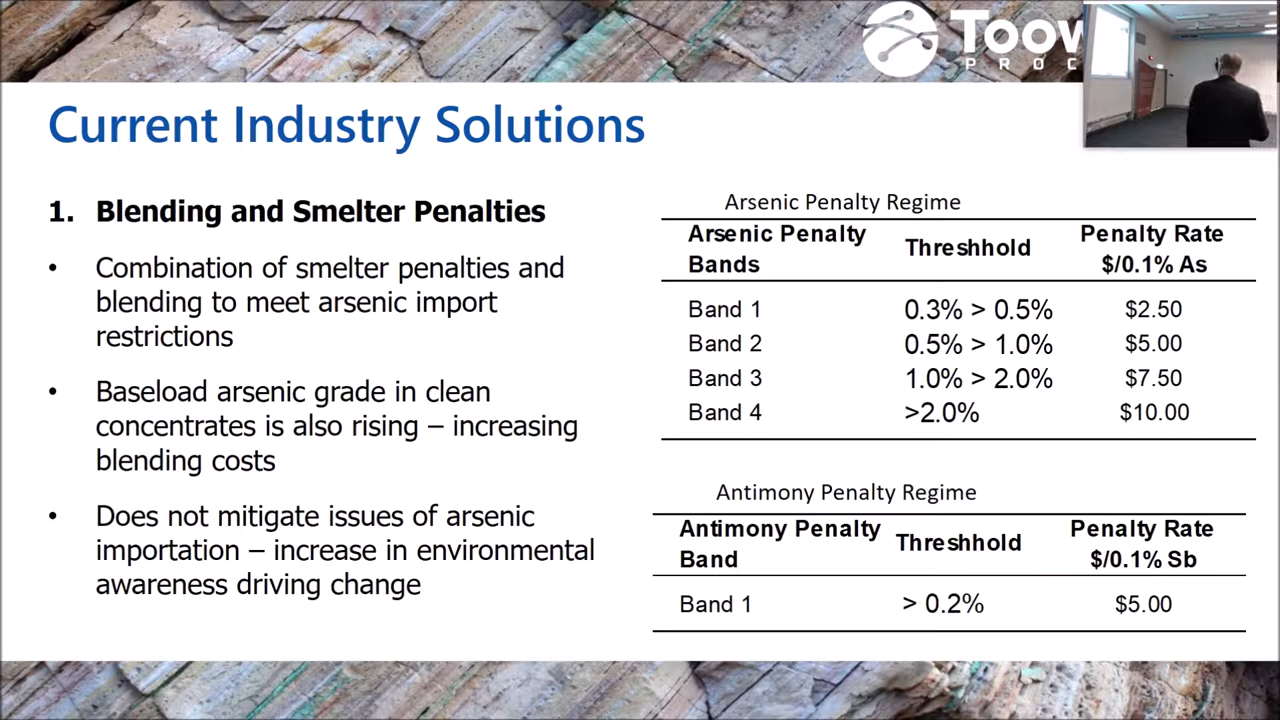 Current Industry Solutions
1. Blending and Smelter Penalties
• Combination of smelter penalties and
blending to meet arsenic import
restrictions
• Baseload arsenic grade in clean
concentrates is also rising – increasing
blending costs
• Does not mitigate issues of arsenic
importation – increase in environmental
awareness driving change
Arsenic Penalty Regime
Arsenic Penalty Bands Threshhold Penalty Rate $/0.1% As
Band 1 0.3% > 0.5% $2.50
Band 2 0.5% > 1.0% $5.00
Band 3 1.0% > 2.0% $7.50
Band 4 >2.0% $10.00
Antimony Penalty Regime
Antimony Penalty Band Threshhold Penalty Rate $/0.1% Sb
Band 1 > 0.2% $5.00